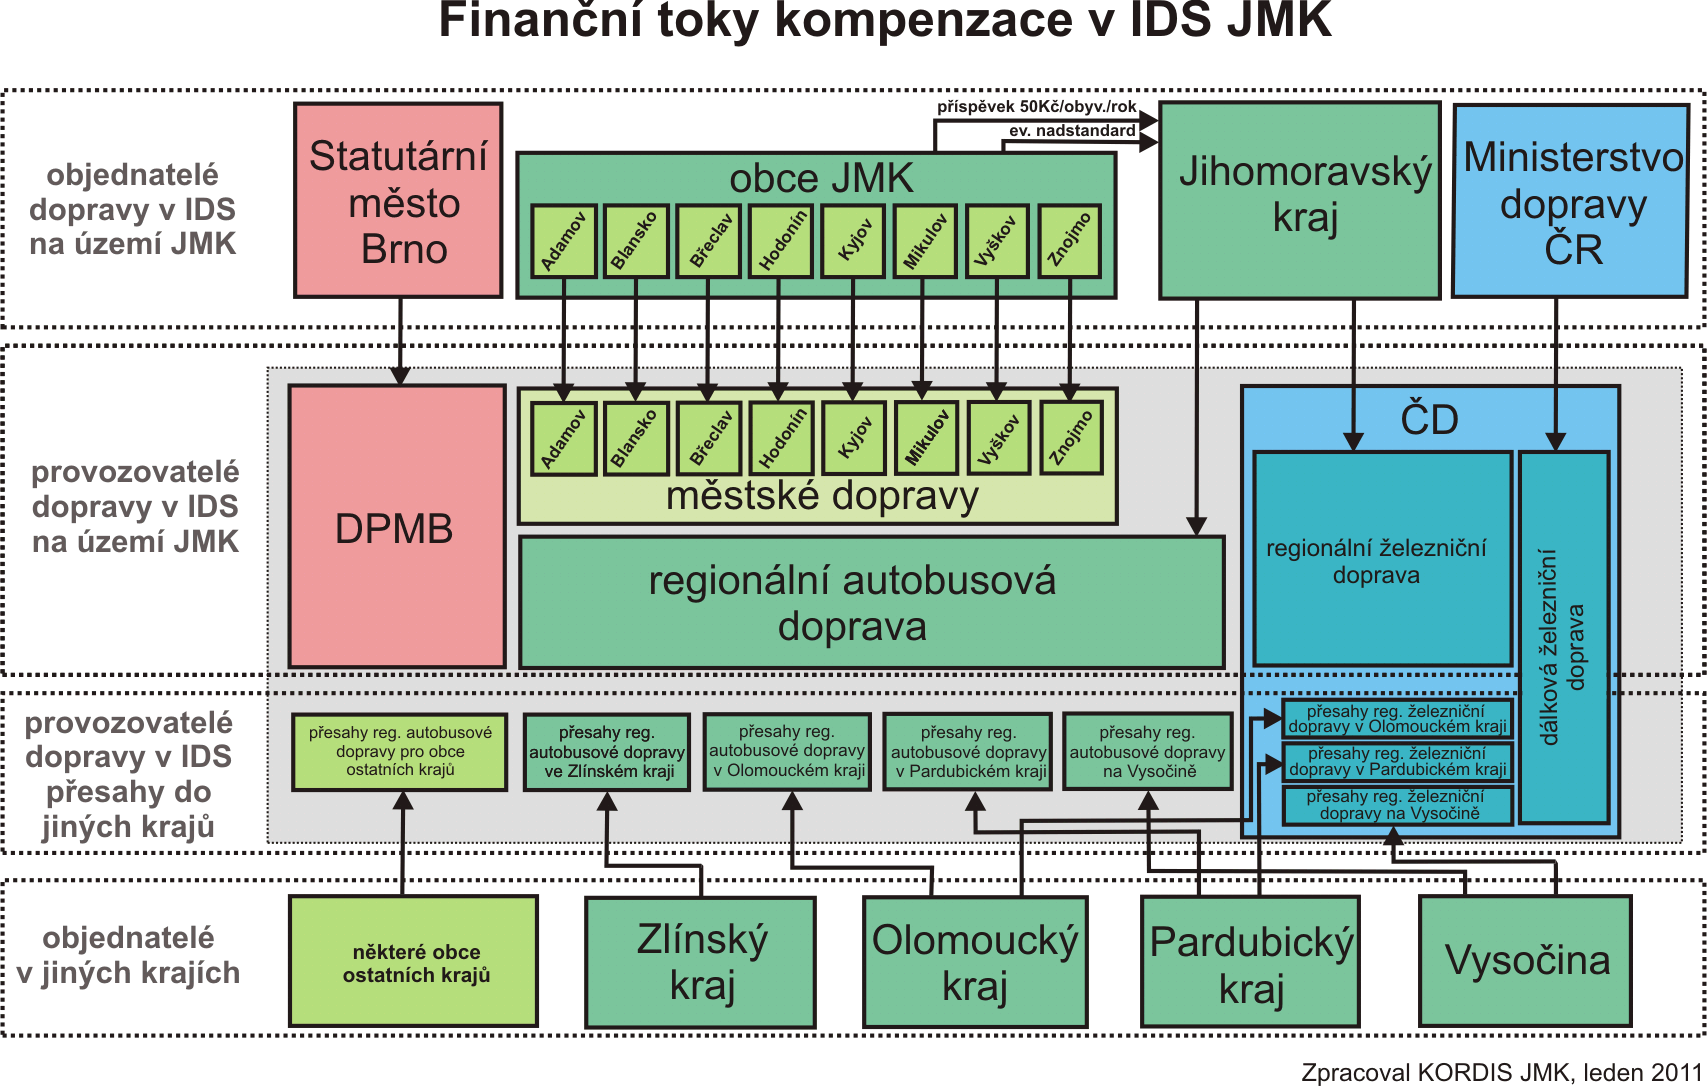 Finanční toky kompenzace v IDS JMK
objednatelé
dopravy v IDS
na území JMK
Statutární
město
Brno
příspěvek 50Kč/obyv./rok
ev. nadstandard
obce JMK
Adamov
Blansko
Břeclav
Hodonín
Kyjov
Mikulov
Vyškov
Znojmo
Jihomoravský
kraj
Ministerstvo
dopravy
ČR
provozovatelé
dopravy v IDS
na území JMK
DPMB
Adamov
Blansko
Břeclav
Hodonín
Kyjov
Mikulov
Vyškov
Znojmo
městské dopravy
regionální autobusová
doprava
ČD
regionální železniční
doprava
dálková železniční
doprava
provozovatelé
dopravy v IDS
přesahy do
jiných krajů
přesahy reg. autobusové
dopravy pro obce
ostatních krajů
přesahy reg.
autobusové dopravy
ve Zlínském kraji
přesahy reg.
autobusové dopravy
v Olomouckém kraji
přesahy reg.
autobusové dopravy
v Pardubickém kraji
přesahy reg.
autobusové dopravy
na Vysočině
přesahy reg. železniční
dopravy v Olomouckém kraji
přesahy reg. železniční
dopravy v Pardubickém kraji
přesahy reg. železniční
dopravy na Vysočině
objednatelé
v jiných krajích
některé obce
ostatních krajů
Zlínský
kraj
Olomoucký
kraj
Pardubický
kraj
Vysočina
Zpracoval KORDIS JMK, leden 2011